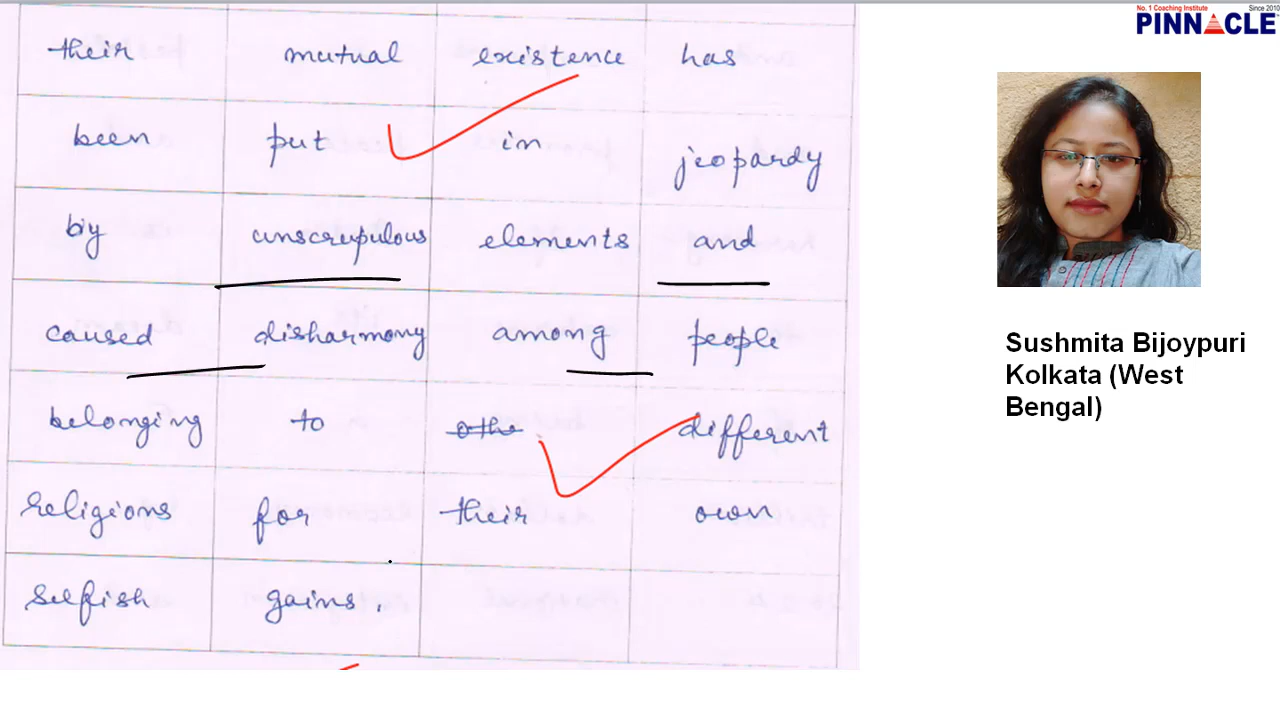 No. 1 Coaching Institute Since 2010
PINNACLE
their mutual existence has
been put in jeopardy
by unscrupulous elements and
caused disharmony among people
belonging to othe different
religions for their own
selfish gains.
Sushmita Bijoypuri
Kolkata (West
Bengal)